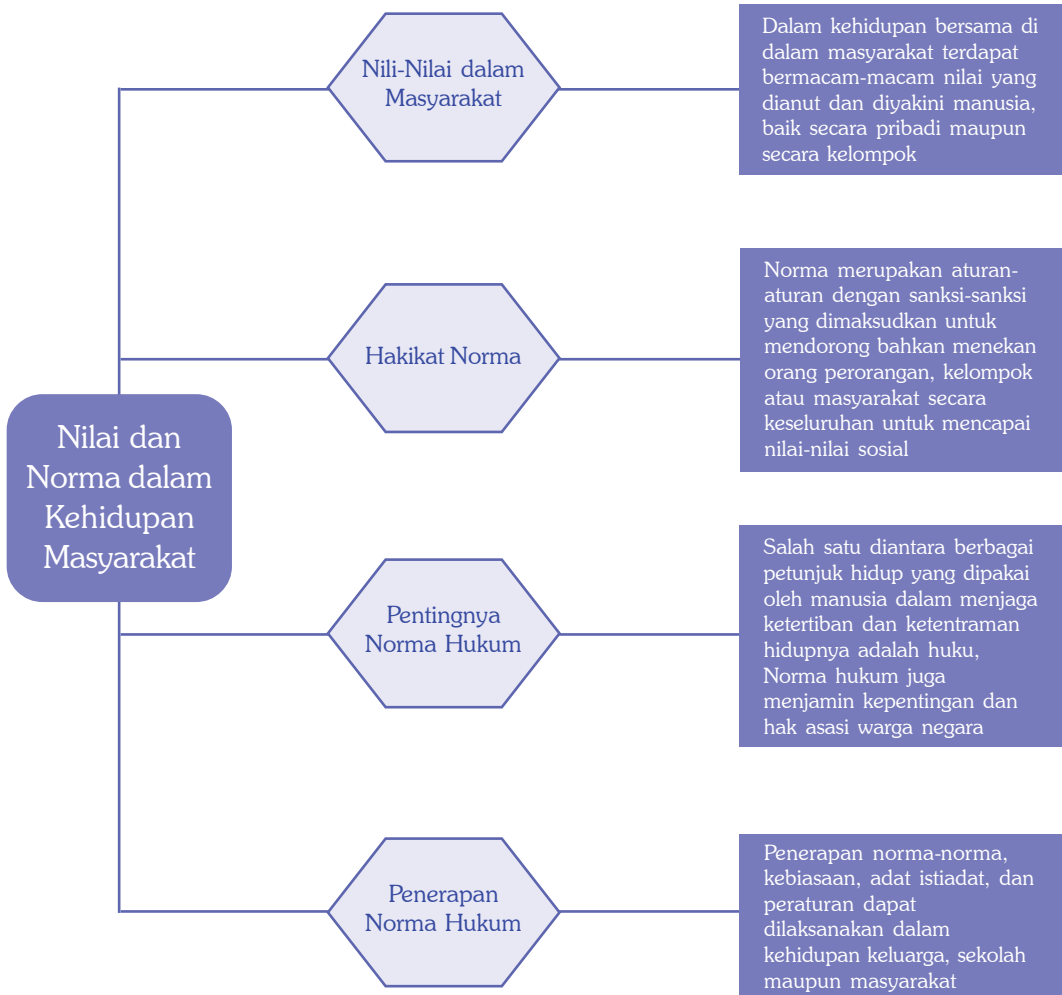 Nilai dan
Norma dalam
Kehidupan
Masyarakat
Nili-Nilai dalam
Masyarakat
Dalam kehidupan bersama di
dalam masyarakat terdapat
bermacam-macam nilai yang
dianut dan diyakini manusia,
baik secara pribadi maupun
secara kelompok
Hakikat Norma
Norma merupakan aturan-
aturan dengan sanksi-sanksi
yang dimaksudkan untuk
mendorong bahkan menekan
orang perorangan, kelompok
atau masyarakat secara
keseluruhan untuk mencapai
nilai-nilai sosial
Pentingnya
Norma Hukum
Salah satu diantara berbagai
petunjuk hidup yang dipakai
oleh manusia dalam menjaga
ketertiban dan ketentraman
hidupnya adalah huku,
Norma hukum juga
menjamin kepentingan dan
hak asasi warga negara
Penerapan
Norma Hukum
Penerapan norma-norma,
kebiasaan, adat istiadat, dan
peraturan dapat
dilaksanakan dalam
kehidupan keluarga, sekolah
maupun masyarakat